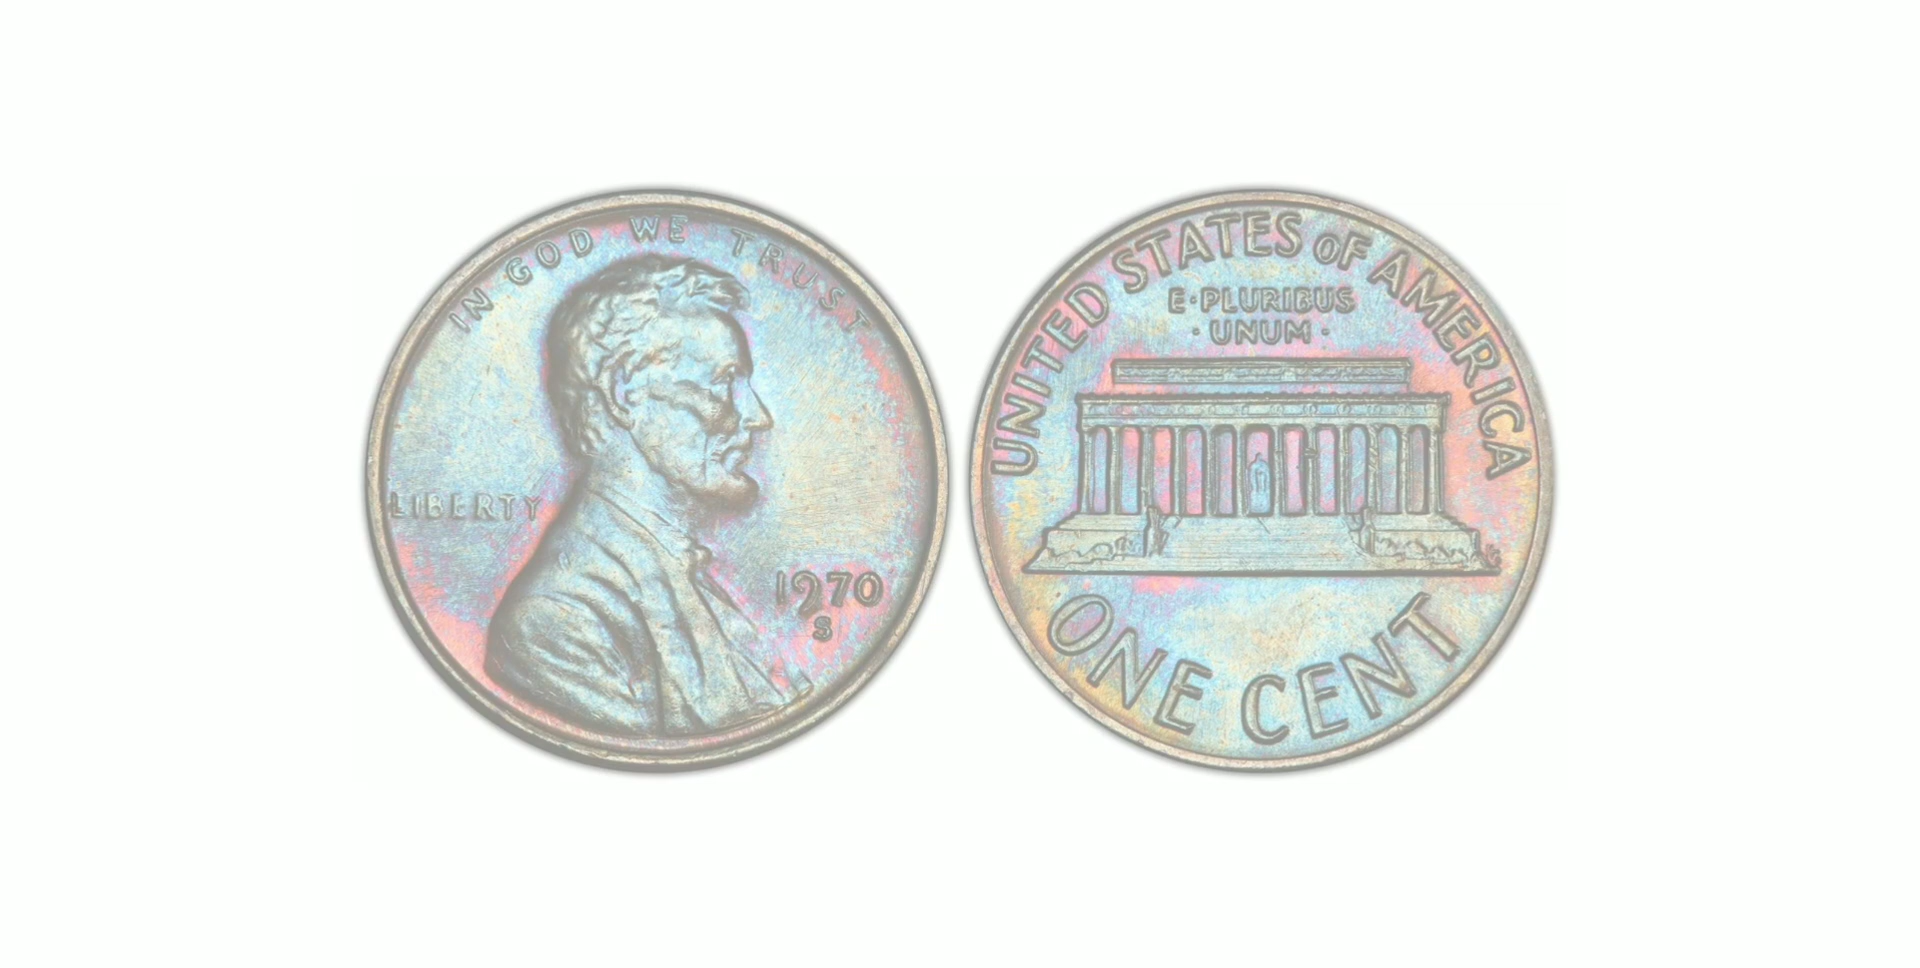 IN GOD WE TRUST
LIBERTY
1970
S
UNITED STATES OF AMERICA
E·PLURIBUS
·UNUM·
ONE CENT